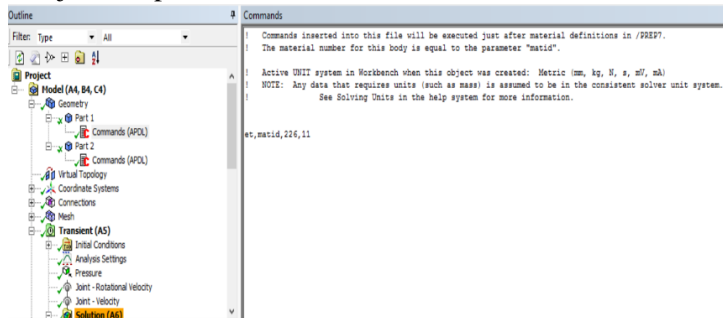 Outline
Filter: Type All
Project
Model (A4, B4, C4)
Geometry
Part 1
Commands (APDL)
Part 2
Commands (APDL)
Virtual Topology
Coordinate Systems
Connections
Mesh
Transient (A5)
Initial Conditions
Analysis Settings
Pressure
Joint - Rotational Velocity
Joint - Velocity
Solution (A6)
Commands
! Commands inserted into this file will be executed just after material definitions in /PREP7.
! The material number for this body is equal to the parameter "matid".
! Active UNIT system in Workbench when this object was created: Metric (mm, kg, N, s, mV, mA)
! NOTE: Any data that requires units (such as mass) is assumed to be in the consistent solver unit system.
! See Solving Units in the help system for more information.
et,matid,226,11